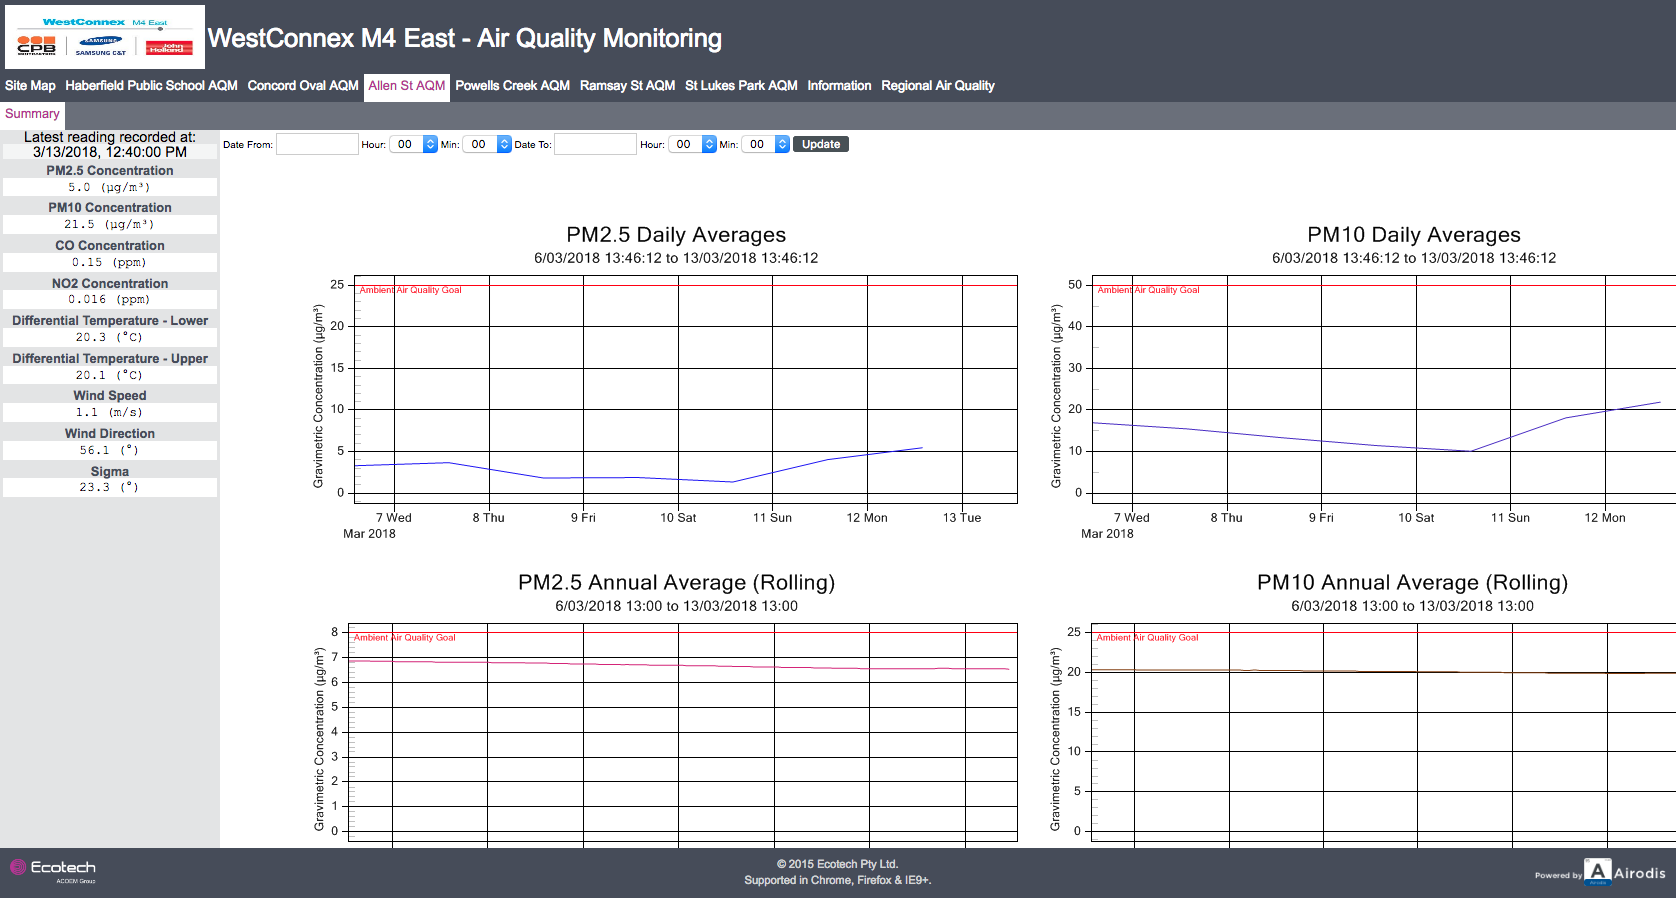 WestConnex M4 East
CPB
CONTRACTORS
SAMSUNG
SAMSUNG C&T
John
Holland
WestConnex M4 East - Air Quality Monitoring
Site Map Haberfield Public School AQM Concord Oval AQM Allen St AQM Powells Creek AQM Ramsay St AQM St Lukes Park AQM Information Regional Air Quality
Summary
Latest reading recorded at:
3/13/2018, 12:40:00 PM
PM2.5 Concentration
5.0 (µg/m³)
PM10 Concentration
21.5 (µg/m³)
CO Concentration
0.15 (ppm)
NO2 Concentration
0.016 (ppm)
Differential Temperature - Lower
20.3 (°C)
Differential Temperature - Upper
20.1 (°C)
Wind Speed
1.1 (m/s)
Wind Direction
56.1 (°)
Sigma
23.3 (°)
Date From: Hour: 00 Min: 00 Date To: Hour: 00 Min: 00 Update
PM2.5 Daily Averages
6/03/2018 13:46:12 to 13/03/2018 13:46:12
Ambient Air Quality Goal
Gravimetric Concentration (µg/m³)
25
20
15
10
5
0
7 Wed 8 Thu 9 Fri 10 Sat 11 Sun 12 Mon 13 Tue
Mar 2018
PM10 Daily Averages
6/03/2018 13:46:12 to 13/03/2018 13:46:12
Ambient Air Quality Goal
Gravimetric Concentration (µg/m³)
50
40
30
20
10
0
7 Wed 8 Thu 9 Fri 10 Sat 11 Sun 12 Mon
Mar 2018
PM2.5 Annual Average (Rolling)
6/03/2018 13:00 to 13/03/2018 13:00
Ambient Air Quality Goal
Gravimetric Concentration (µg/m³)
8
7
6
5
4
3
2
1
0
PM10 Annual Average (Rolling)
6/03/2018 13:00 to 13/03/2018 13:00
Ambient Air Quality Goal
Gravimetric Concentration (µg/m³)
25
20
15
10
5
0
Ecotech
ACOEM Group
© 2015 Ecotech Pty Ltd.
Supported in Chrome, Firefox & IE9+.
Powered by A Airodis
Airodis